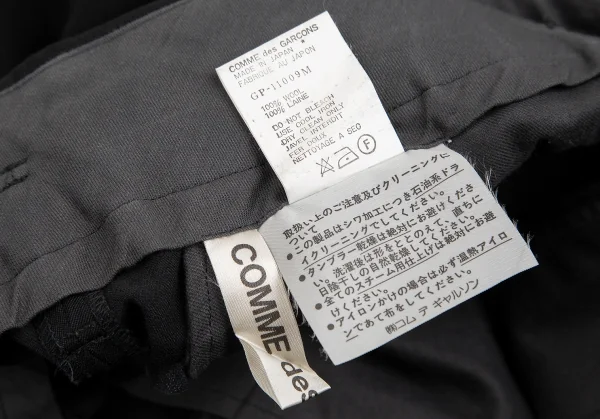 COMME des GARCONS
MADE IN JAPAN
FABRIQUE AU JAPON
GP-11009M
100% WOOL
100% LAINE
DO NOT BLEACH
USE COOL IRON
DRY CLEAN ONLY
JAVEL INTERDIT
FER DOUX
NETTOYAGE A SEC
F
取扱い上のご注意及びクリーニングに
ついて
●この製品はシワ加工につき石油系ドラ
イクリーニングでしてください。
●タンブラー乾燥は絶対にお避けくださ
い。洗濯後は形をととのえて、直ちに
日陰干しの自然乾燥してください。
●全てのスチーム用仕上げは絶対にお避
けください。
●アイロンかけの場合は必ず温熱アイロ
ンであて布をしてください。
㈱コム デ ギャルソン
COMME des